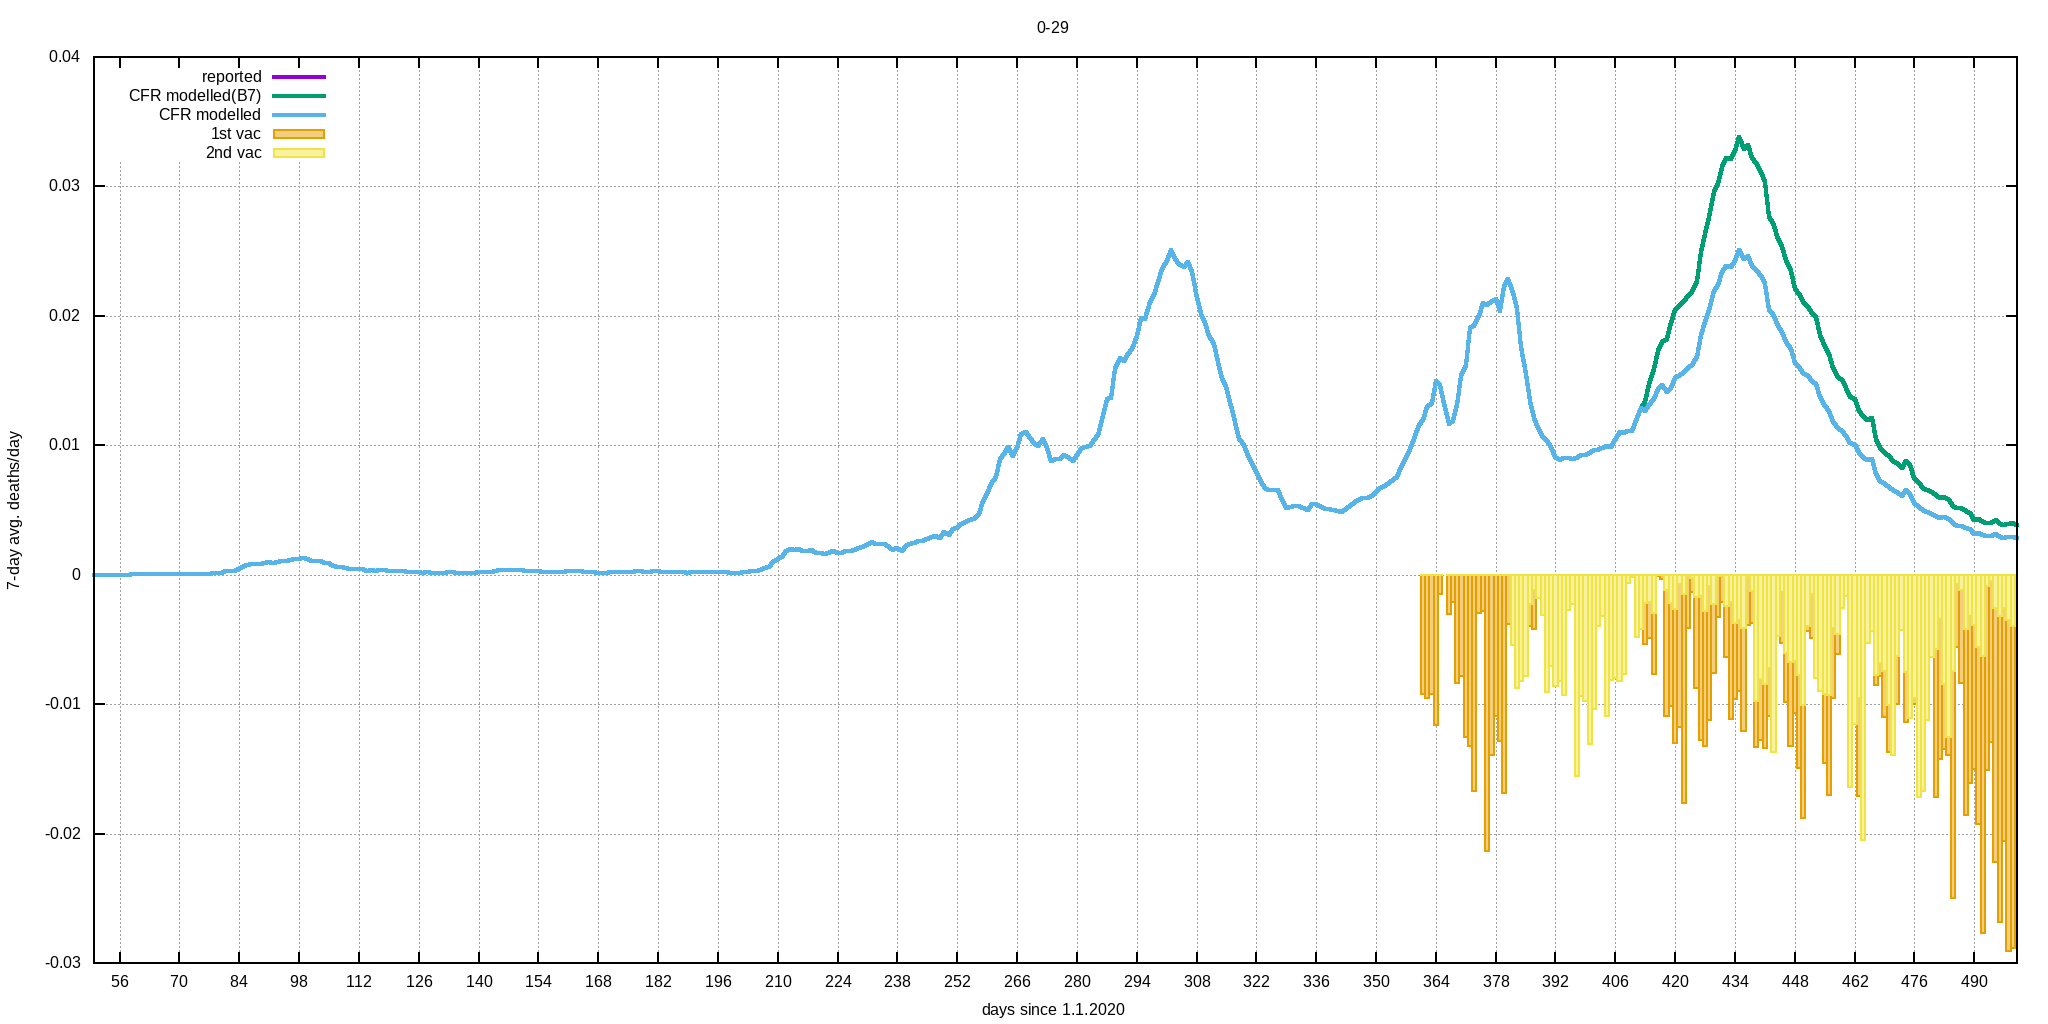 0-29
0.04
0.03
0.02
0.01
0
-0.01
-0.02
-0.03
7-day avg. deaths/day
reported
CFR modelled(B7)
CFR modelled
1st vac
2nd vac
56 70 84 98 112 126 140 154 168 182 196 210 224 238 252 266 280 294 308 322 336 350 364 378 392 406 420 434 448 462 476 490
days since 1.1.2020